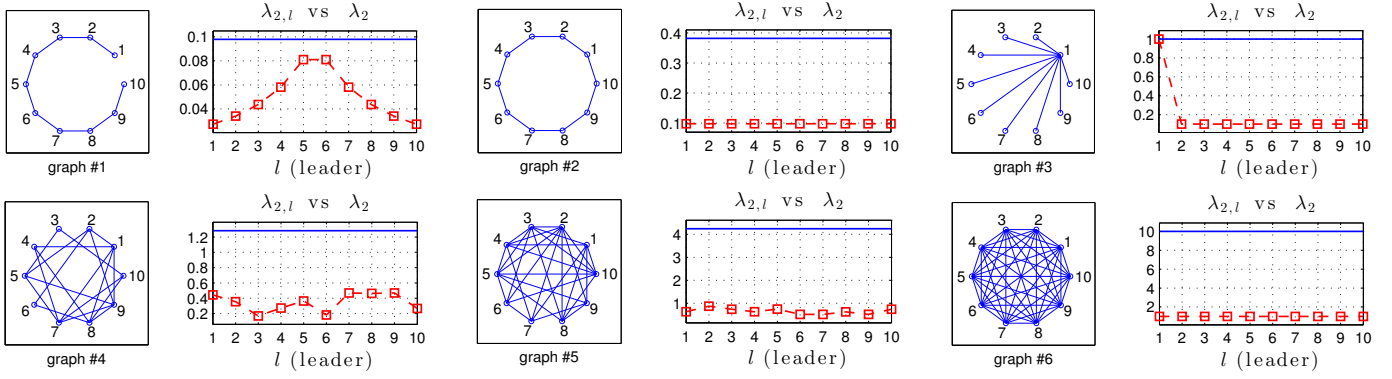 λ2,l vs λ2
3 2
4 1
5 10
6 9
7 8
graph #1
0.1
0.08
0.06
0.04
1 2 3 4 5 6 7 8 9 10
l (leader)
λ2,l vs λ2
3 2
4 1
5 10
6 9
7 8
graph #2
0.4
0.3
0.2
0.1
1 2 3 4 5 6 7 8 9 10
l (leader)
λ2,l vs λ2
3 2
4 1
5 10
6 9
7 8
graph #3
1
0.8
0.6
0.4
0.2
1 2 3 4 5 6 7 8 9 10
l (leader)
λ2,l vs λ2
3 2
4 1
5 10
6 9
7 8
graph #4
1.2
1
0.8
0.6
0.4
0.2
1 2 3 4 5 6 7 8 9 10
l (leader)
λ2,l vs λ2
3 2
4 1
5 10
6 9
7 8
graph #5
4
3
2
1
1 2 3 4 5 6 7 8 9 10
l (leader)
λ2,l vs λ2
3 2
4 1
5 10
6 9
7 8
graph #6
10
8
6
4
2
1 2 3 4 5 6 7 8 9 10
l (leader)